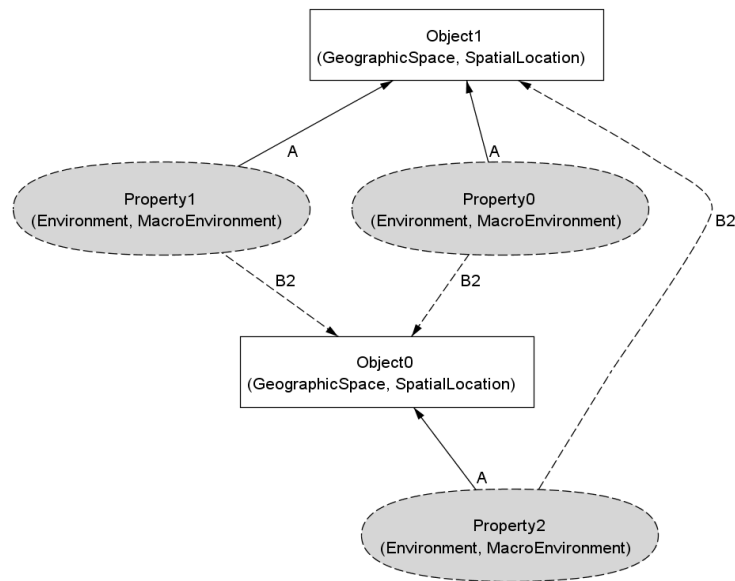 Object1
(GeographicSpace, SpatialLocation)
A
A
Property1
(Environment, MacroEnvironment)
Property0
(Environment, MacroEnvironment)
B2
B2
B2
Object0
(GeographicSpace, SpatialLocation)
A
Property2
(Environment, MacroEnvironment)